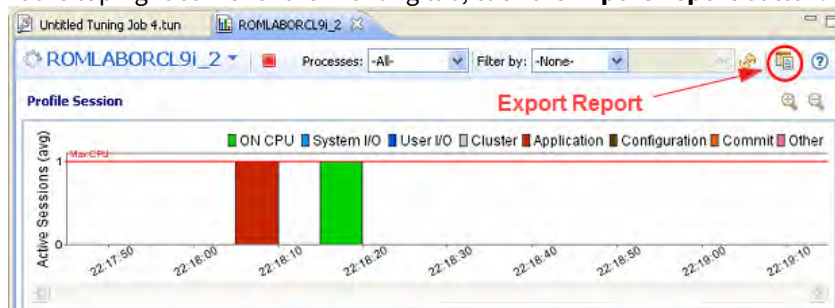 Untitled Tuning Job 4.tun ROMLABORCL9i_2
ROMLABORCL9i_2 Processes: -All- Filter by: -None-
Profile Session
Export Report
ON CPU System I/O User I/O Cluster Application Configuration Commit Other
Active Sessions (avg)
Max CPU
1
0
22:17:50 22:18:00 22:18:10 22:18:20 22:18:30 22:18:40 22:18:50 22:19:00 22:19:10